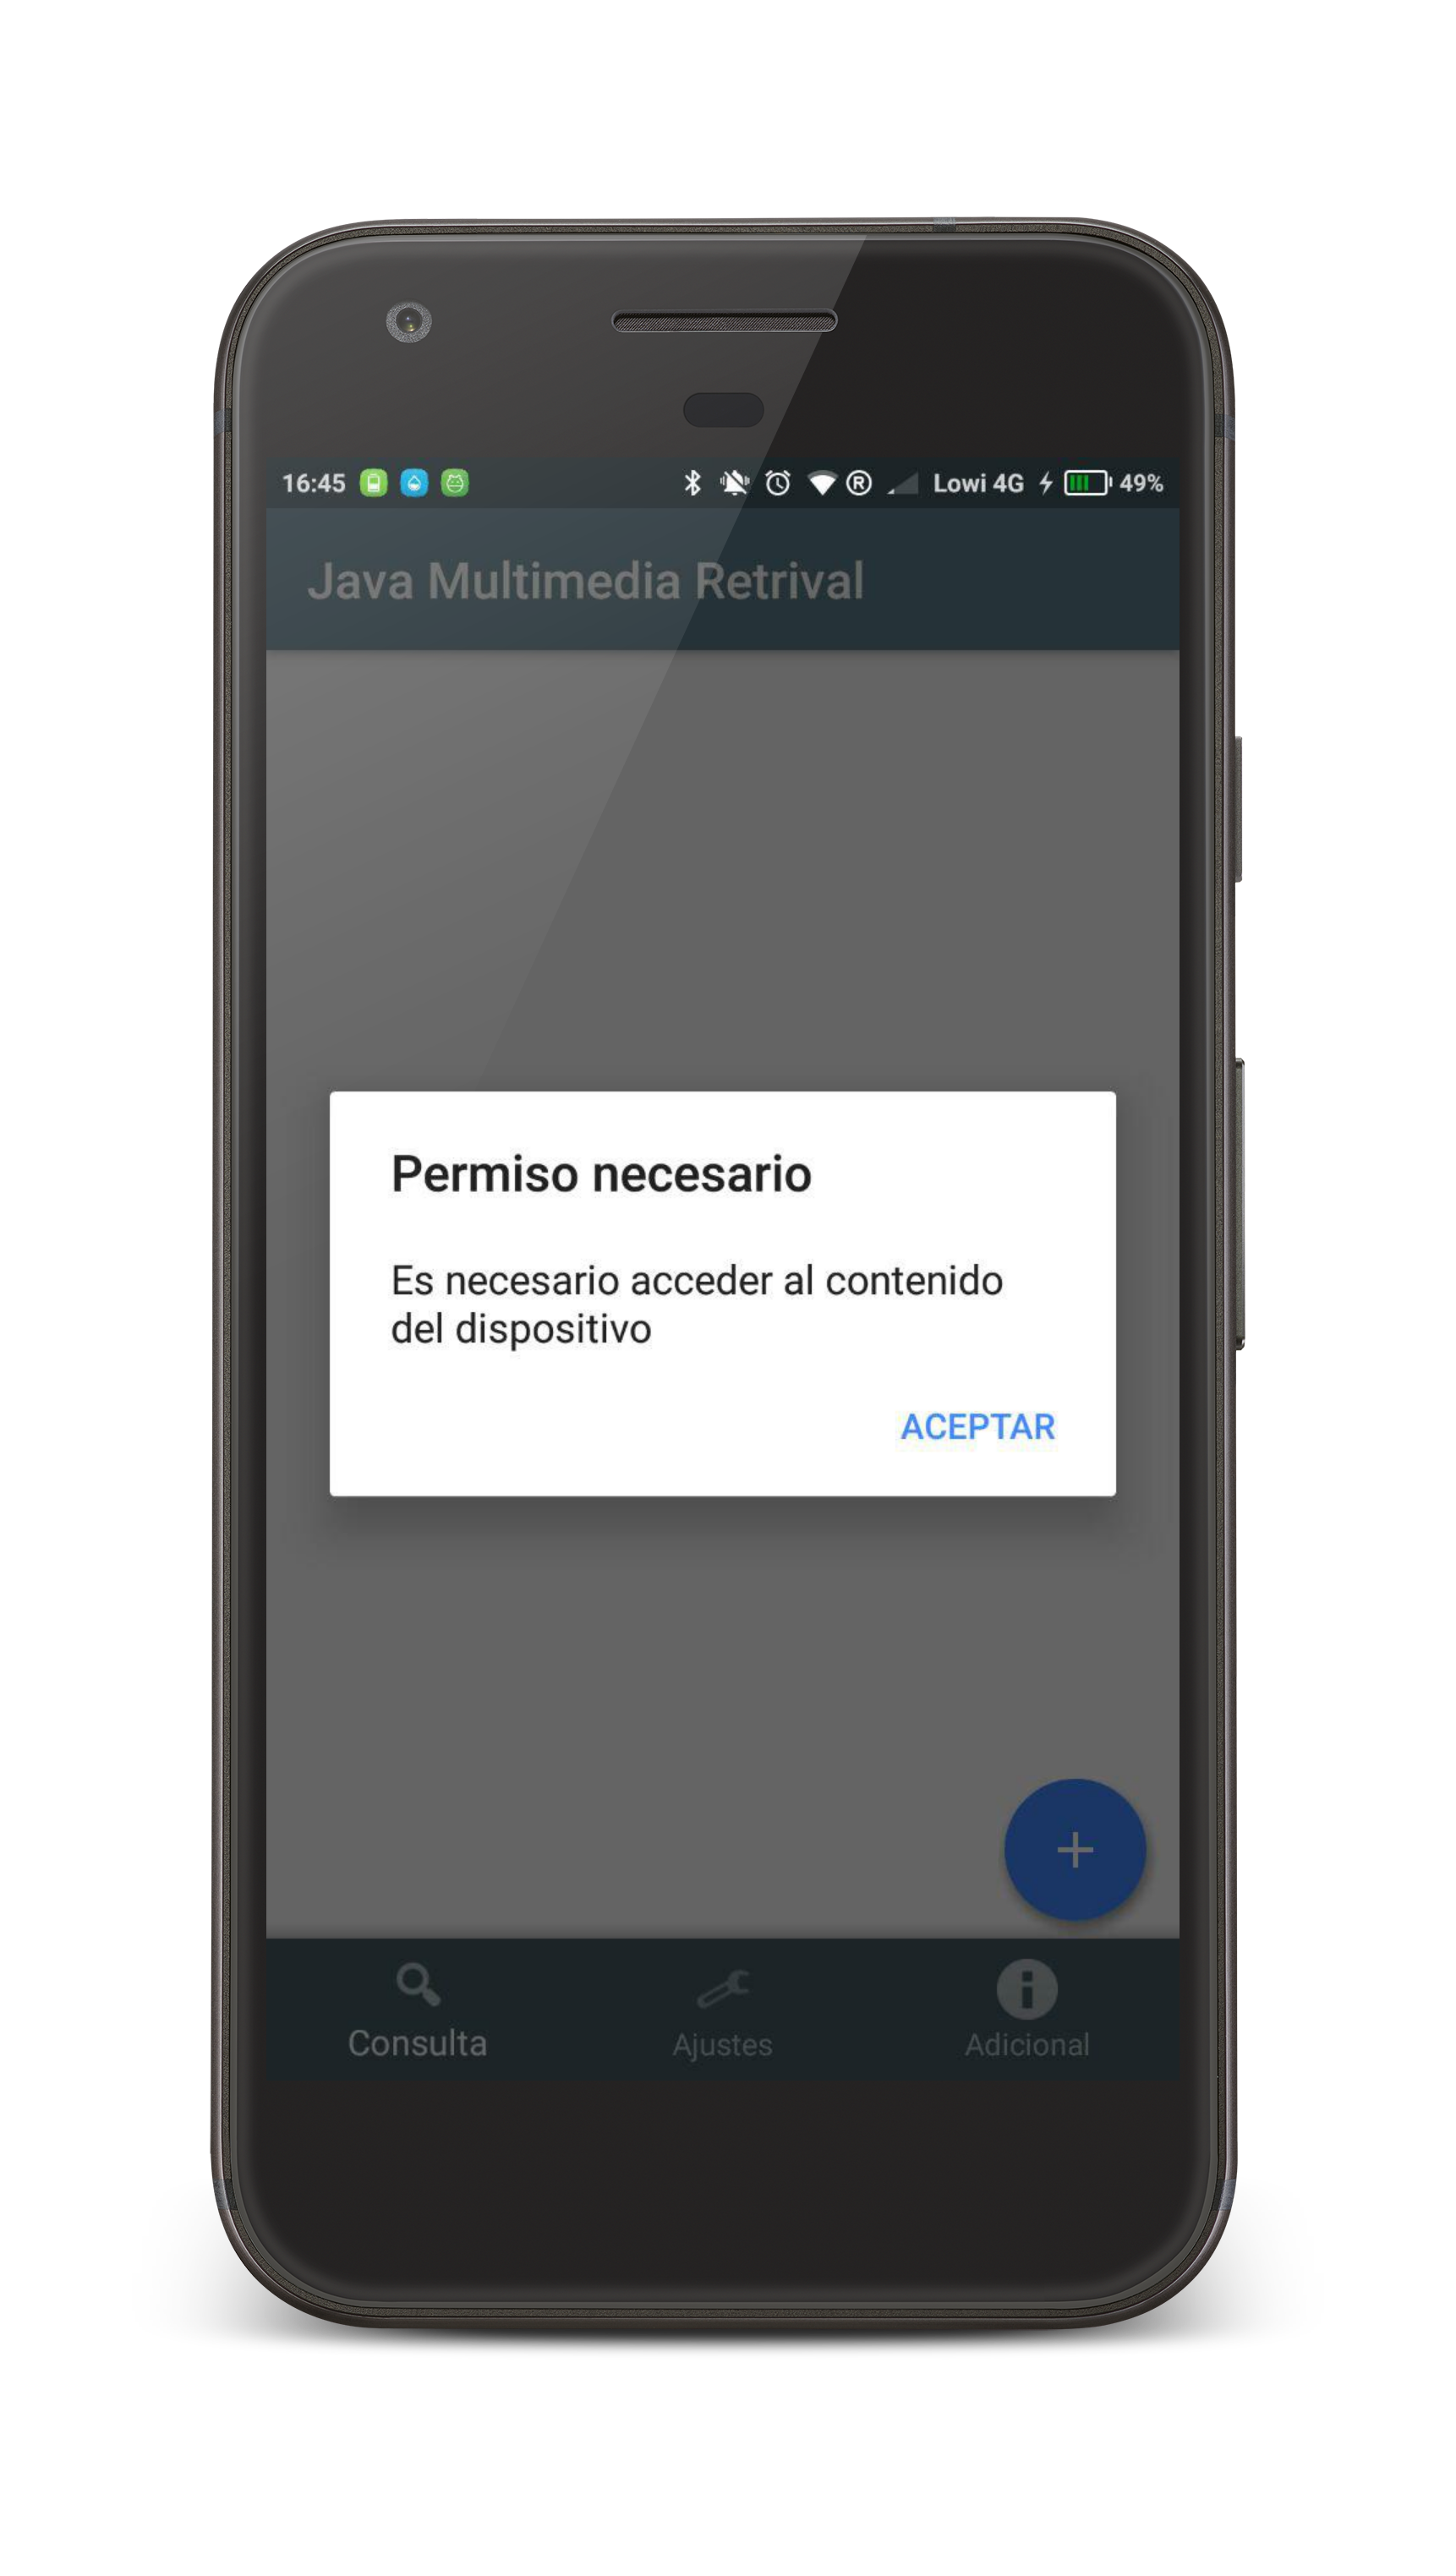 16:45 Lowi 4G 49%
Java Multimedia Retrival
Permiso necesario
Es necesario acceder al contenido
del dispositivo
ACEPTAR
Consulta Ajustes Adicional